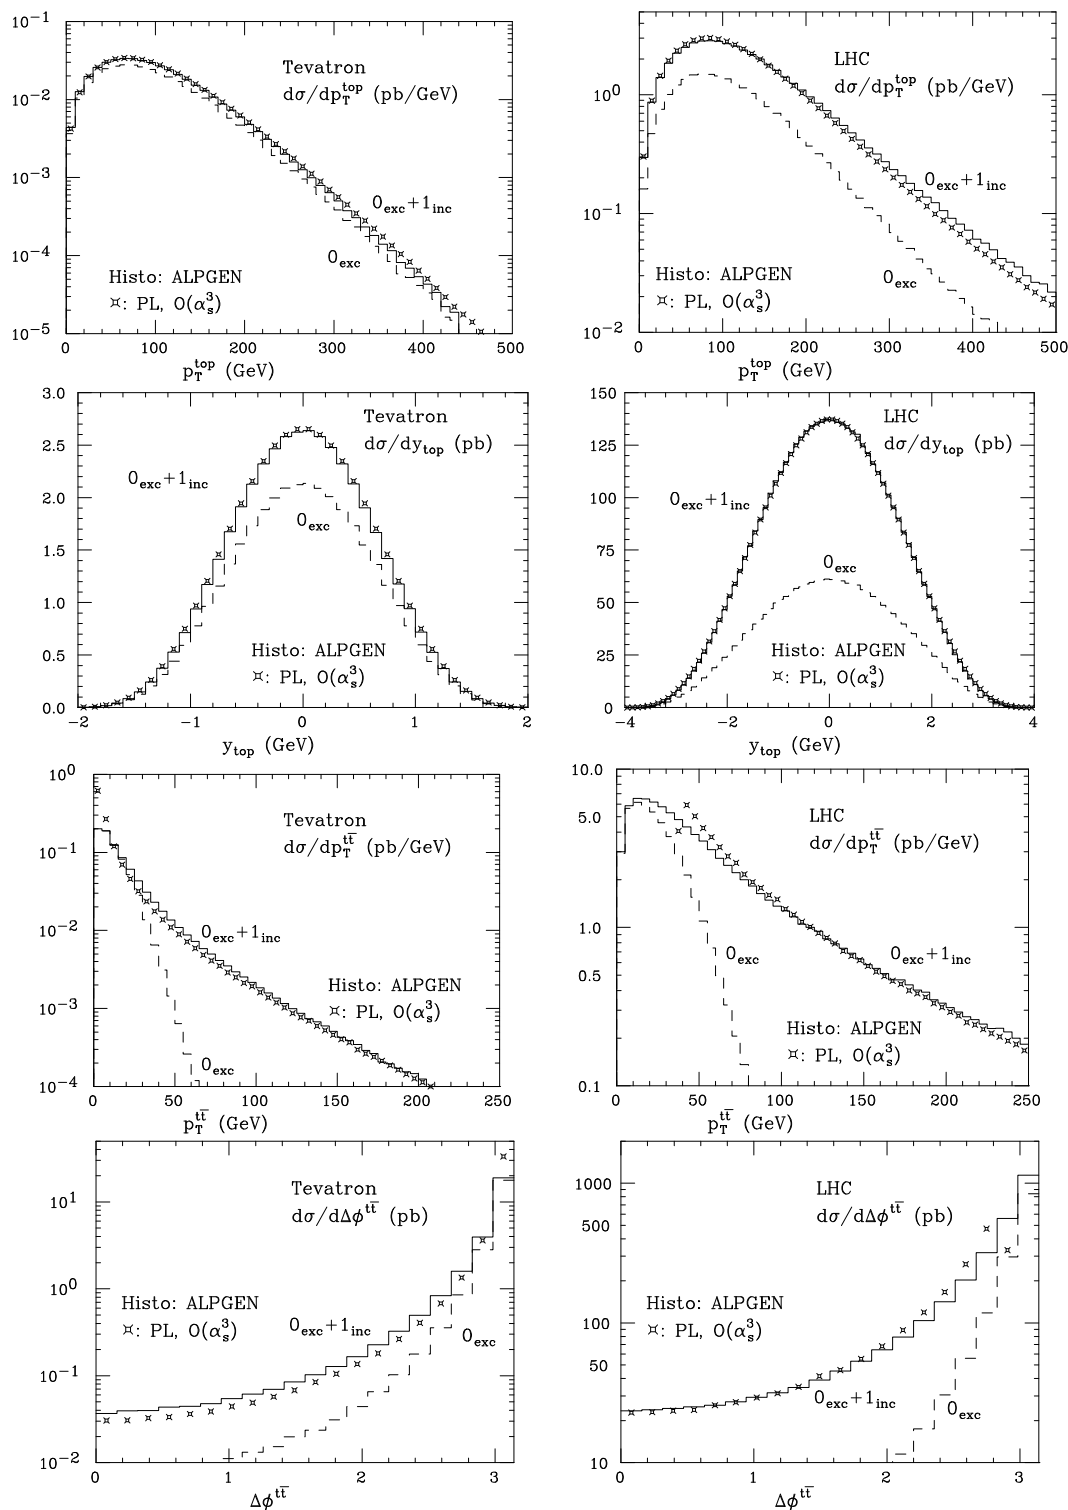 10⁻¹
10⁻²
10⁻³
10⁻⁴
10⁻⁵
Tevatron
dσ/dp_T^top (pb/GeV)
0_exc+1_inc
0_exc
Histo: ALPGEN
¤: PL, O(α_s^3)
0 100 200 300 400 500
p_T^top (GeV)
10⁰
10⁻¹
10⁻²
LHC
dσ/dp_T^top (pb/GeV)
0_exc+1_inc
0_exc
Histo: ALPGEN
¤: PL, O(α_s^3)
0 100 200 300 400 500
p_T^top (GeV)
3.0
2.5
2.0
1.5
1.0
0.5
0.0
Tevatron
dσ/dy_top (pb)
0_exc+1_inc
0_exc
Histo: ALPGEN
¤: PL, O(α_s^3)
−2 −1 0 1 2
y_top (GeV)
150
125
100
75
50
25
0
LHC
dσ/dy_top (pb)
0_exc+1_inc
0_exc
Histo: ALPGEN
¤: PL, O(α_s^3)
−4 −2 0 2 4
y_top (GeV)
10⁰
10⁻¹
10⁻²
10⁻³
10⁻⁴
Tevatron
dσ/dp_T^tt̅ (pb/GeV)
0_exc+1_inc
Histo: ALPGEN
¤: PL, O(α_s^3)
0_exc
0 50 100 150 200 250
p_T^tt̅ (GeV)
10.0
5.0
1.0
0.5
0.1
LHC
dσ/dp_T^tt̅ (pb/GeV)
0_exc
0_exc+1_inc
Histo: ALPGEN
¤: PL, O(α_s^3)
0 50 100 150 200 250
p_T^tt̅ (GeV)
10¹
10⁰
10⁻¹
10⁻²
Tevatron
dσ/dΔϕ^tt̅ (pb)
Histo: ALPGEN
¤: PL, O(α_s^3)
0_exc+1_inc
0_exc
0 1 2 3
Δϕ^tt̅
1000
500
100
50
10
LHC
dσ/dΔϕ^tt̅ (pb)
Histo: ALPGEN
¤: PL, O(α_s^3)
0_exc+1_inc
0_exc
0 1 2 3
Δϕ^tt̅